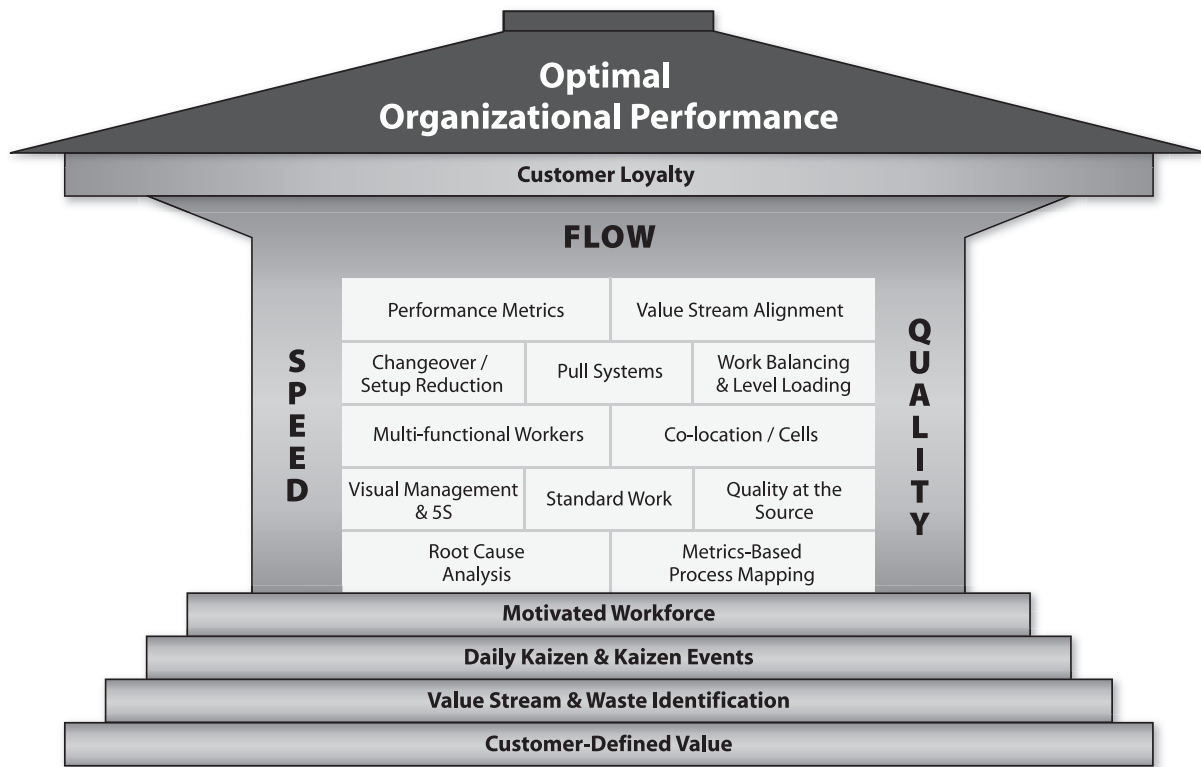 Optimal
Organizational Performance
Customer Loyalty
FLOW
SPEED
Performance Metrics
Value Stream Alignment
Changeover /
Setup Reduction
Pull Systems
Work Balancing
& Level Loading
Multi-functional Workers
Co-location / Cells
Visual Management
& 5S
Standard Work
Quality at the
Source
Root Cause
Analysis
Metrics-Based
Process Mapping
QUALITY
Motivated Workforce
Daily Kaizen & Kaizen Events
Value Stream & Waste Identification
Customer-Defined Value